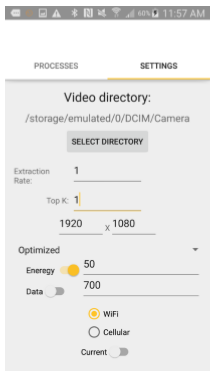 60% 11:57 AM
PROCESSES SETTINGS
Video directory:
/storage/emulated/0/DCIM/Camera
SELECT DIRECTORY
Extraction Rate: 1
Top K: 1
1920 x 1080
Optimized
Eneregy 50
Data 700
WiFi
Cellular
Current